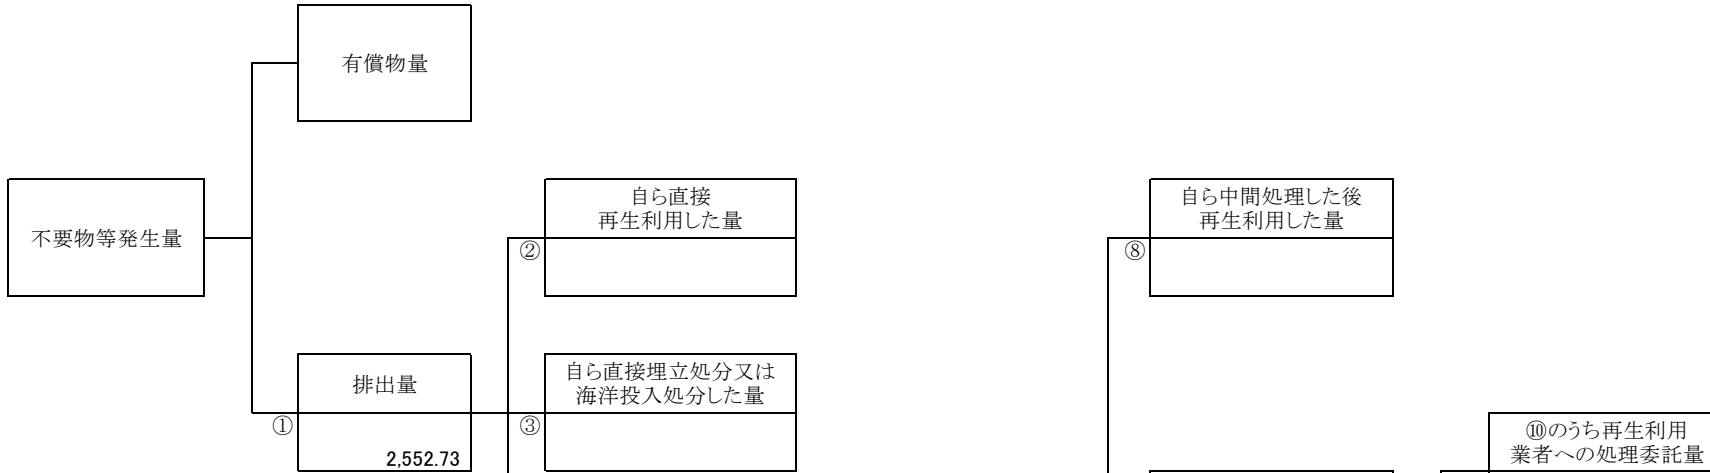 有償物量
不要物等発生量
自ら直接
再生利用した量
②
自ら中間処理した後
再生利用した量
⑧
排出量
①
2,552.73
自ら直接埋立処分又は
海洋投入処分した量
③
⑩のうち再生利用
業者への処理委託量